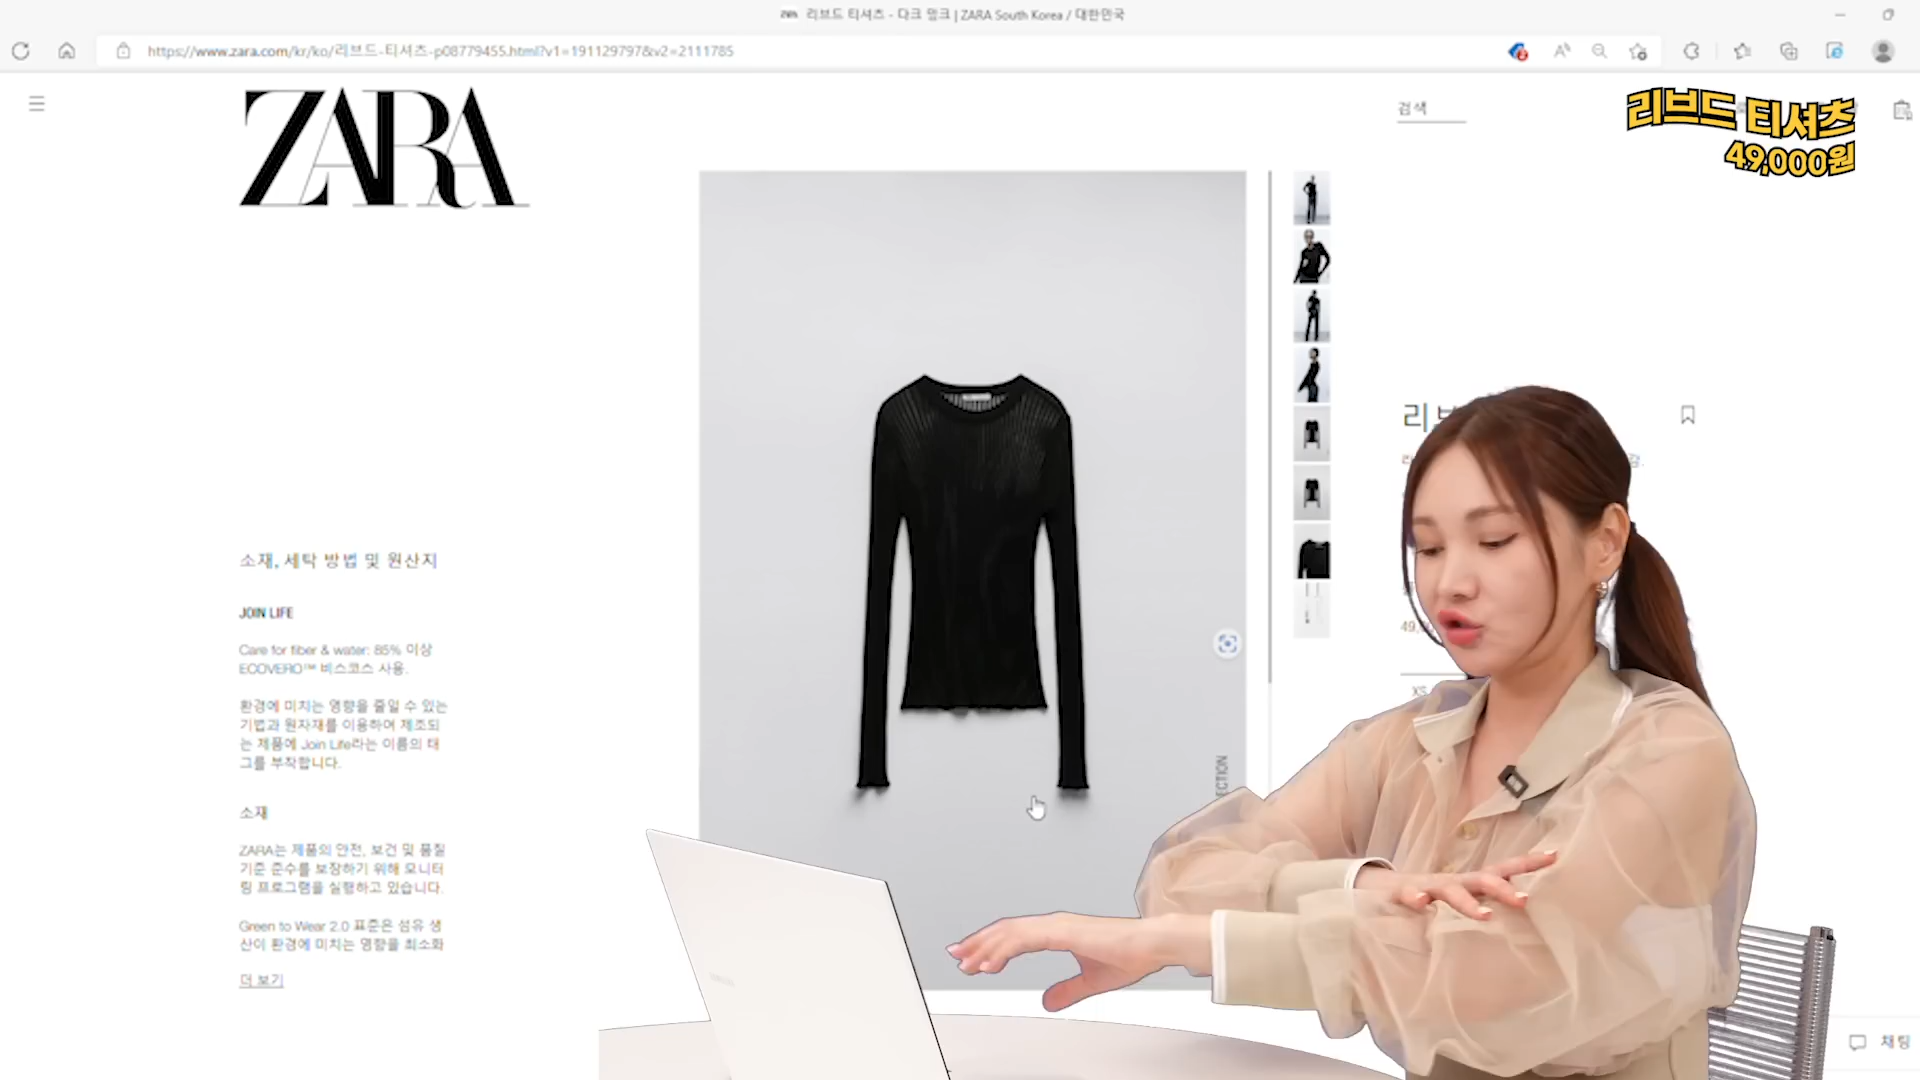 리브드 티셔츠 - 다크 밍크 | ZARA South Korea / 대한민국
https://www.zara.com/kr/ko/리브드-티셔츠-p08779455.html?v1=191129797&v2=2111785
ZARA
검색
리브드 티셔츠
49,000원
소재, 세탁 방법 및 원산지
JOIN LIFE
Care for fiber & water: 85% 이상
ECOVERO™ 비스코스 사용.
환경에 미치는 영향을 줄일 수 있는
기법과 원자재를 이용하여 제조되
는 제품에 Join Life라는 이름의 태
그를 부착합니다.
소재
ZARA는 제품의 안전, 보건 및 품질
기준 준수를 보장하기 위해 모니터
링 프로그램을 실행하고 있습니다.
Green to Wear 2.0 표준은 섬유 생
산이 환경에 미치는 영향을 최소화
더 보기
XS
채팅